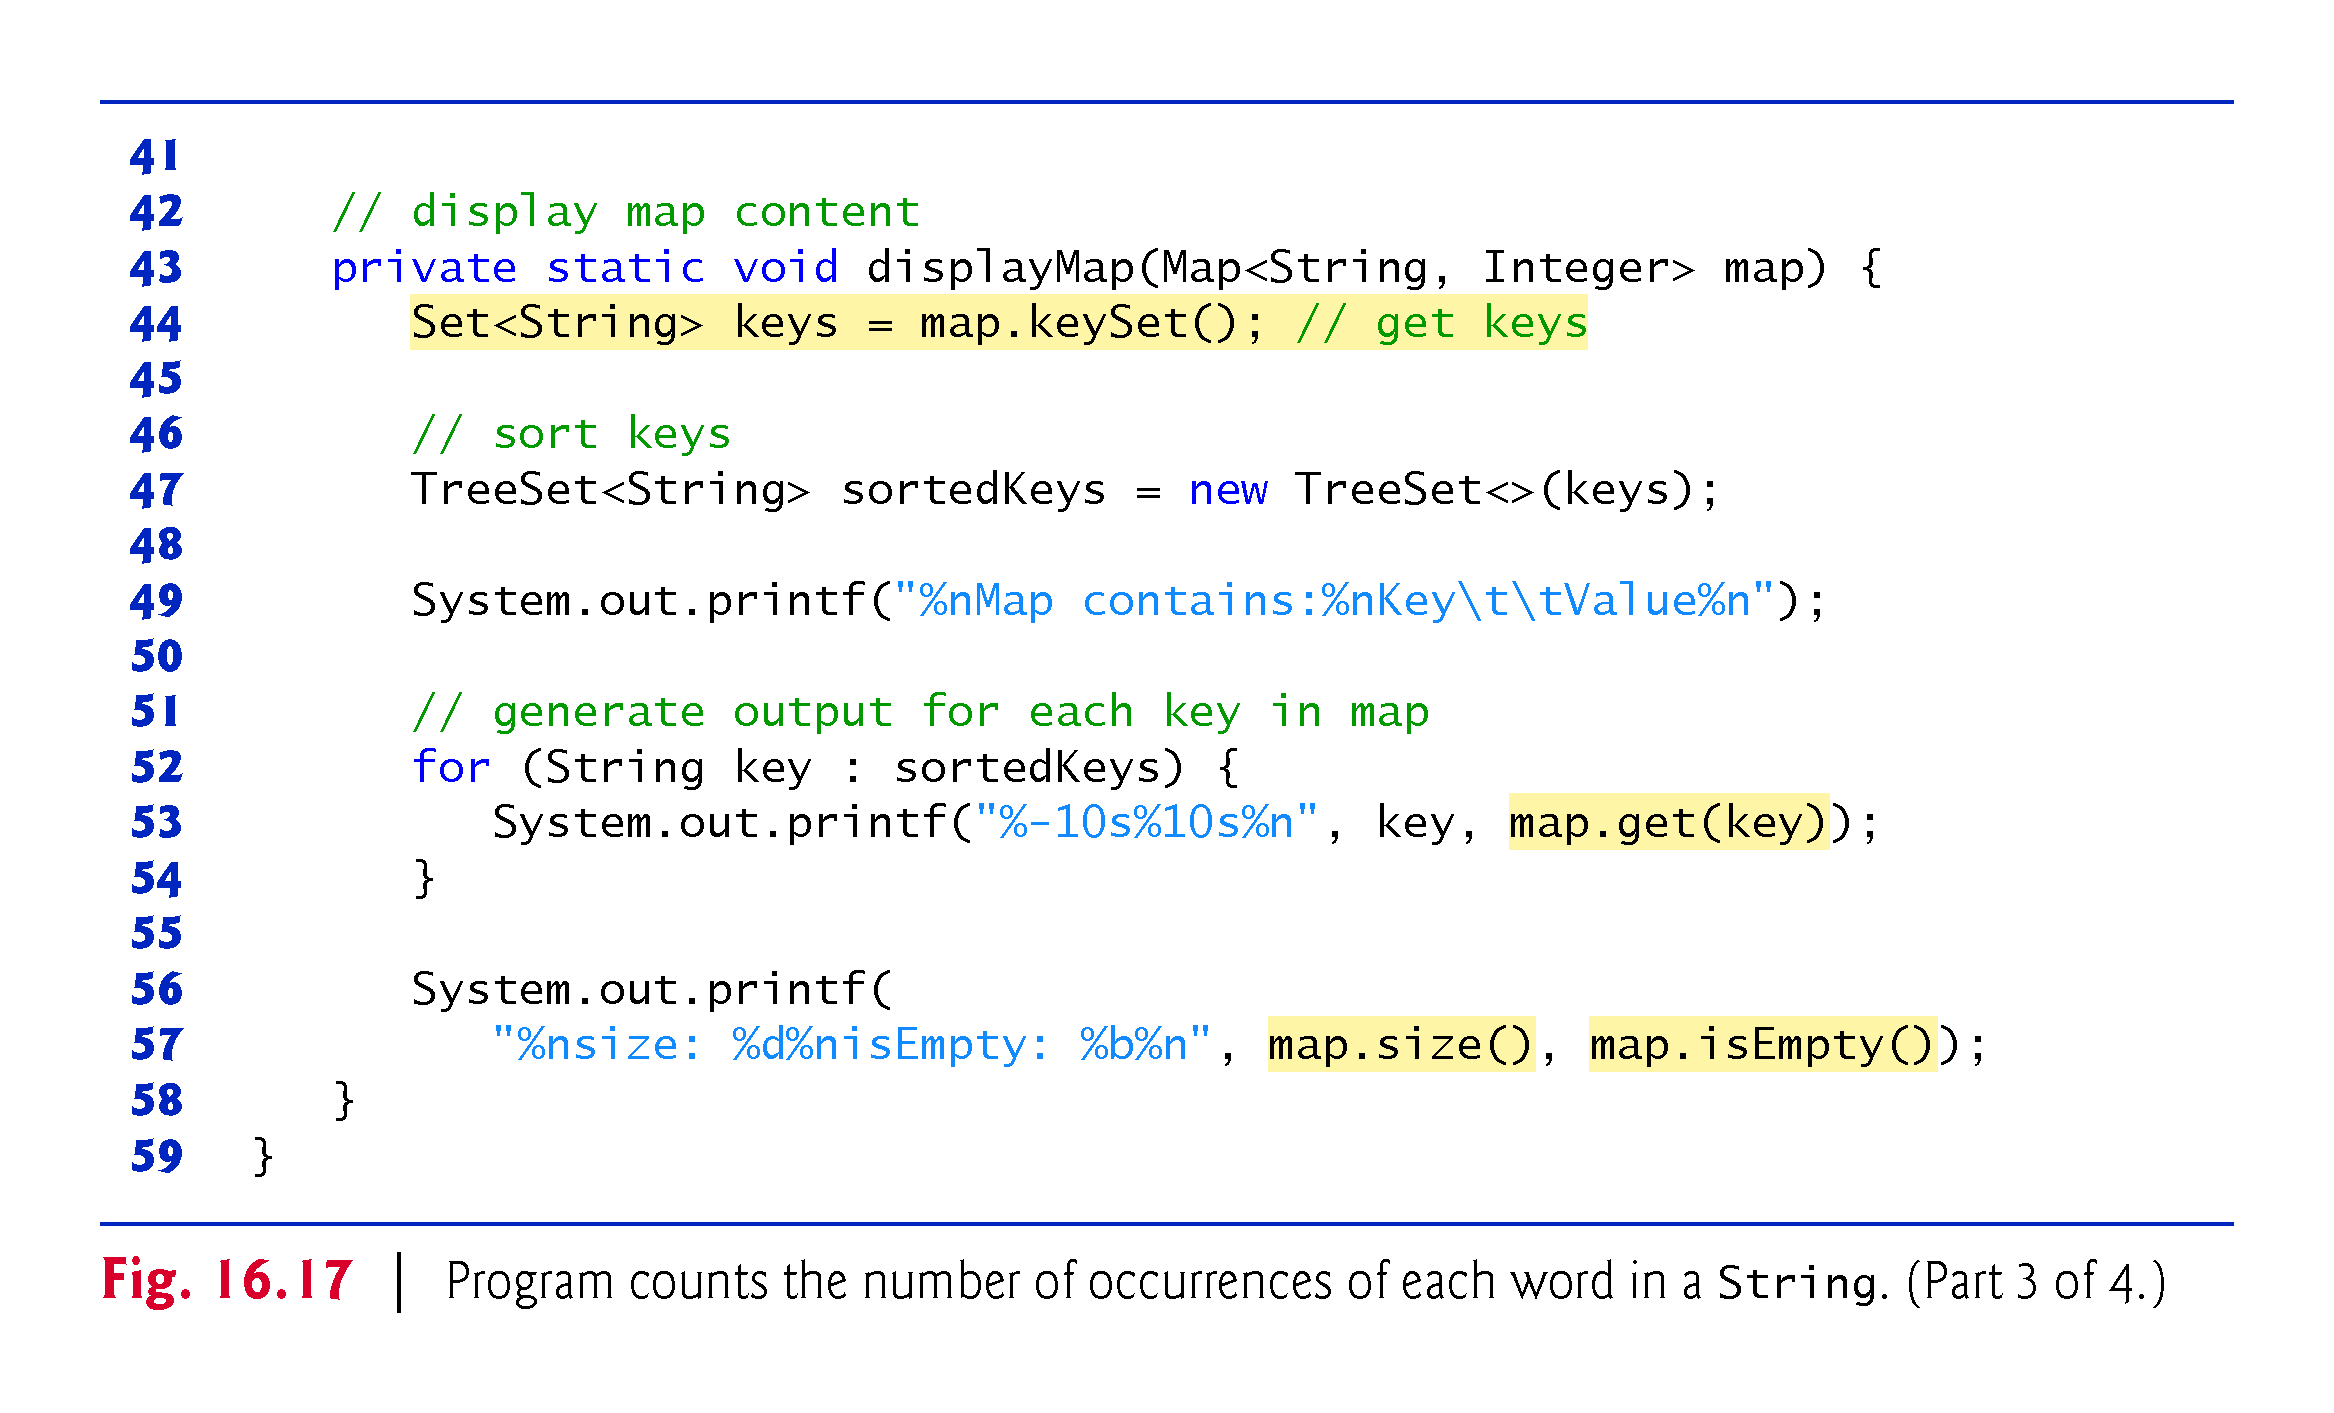 41
42 // display map content
43 private static void displayMap(Map<String, Integer> map) {
44 Set<String> keys = map.keySet(); // get keys
45
46 // sort keys
47 TreeSet<String> sortedKeys = new TreeSet<>(keys);
48
49 System.out.printf("%nMap contains:%nKey\t\tValue%n");
50
51 // generate output for each key in map
52 for (String key : sortedKeys) {
53 System.out.printf("%-10s%10s%n", key, map.get(key));
54 }
55
56 System.out.printf(
57 "%nsize: %d%nisEmpty: %b%n", map.size(), map.isEmpty());
58 }
59 }
Fig. 16.17 | Program counts the number of occurrences of each word in a String. (Part 3 of 4.)